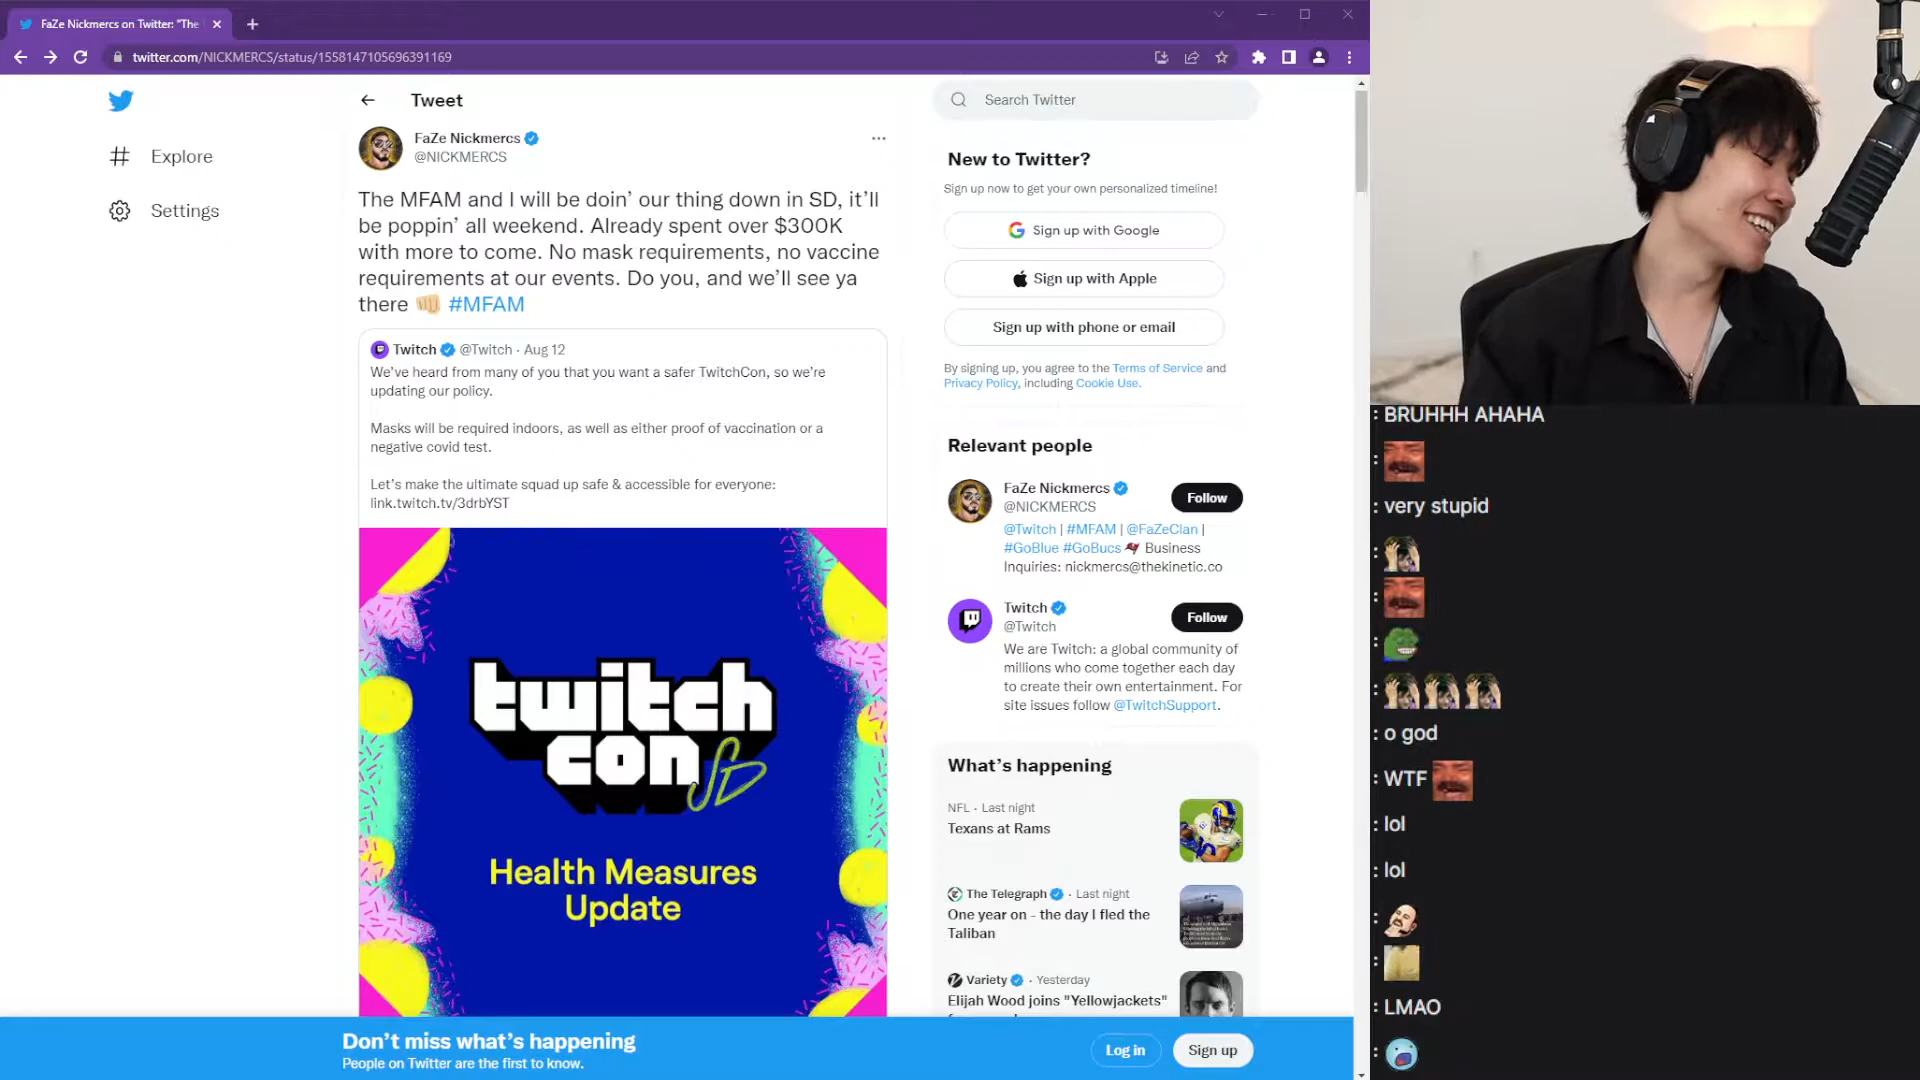 FaZe Nickmercs on Twitter: "The
twitter.com/NICKMERCS/status/1558147105696391169
Explore
Settings
Tweet
FaZe Nickmercs
@NICKMERCS
The MFAM and I will be doin’ our thing down in SD, it’ll
be poppin’ all weekend. Already spent over $300K
with more to come. No mask requirements, no vaccine
requirements at our events. Do you, and we’ll see ya
there 👊🏼 #MFAM
Twitch @Twitch · Aug 12
We’ve heard from many of you that you want a safer TwitchCon, so we’re
updating our policy.
Masks will be required indoors, as well as either proof of vaccination or a
negative covid test.
Let’s make the ultimate squad up safe & accessible for everyone:
link.twitch.tv/3drbYST
twitch
con SD
Health Measures
Update
Search Twitter
New to Twitter?
Sign up now to get your own personalized timeline!
Sign up with Google
Sign up with Apple
Sign up with phone or email
By signing up, you agree to the Terms of Service and
Privacy Policy, including Cookie Use.
Relevant people
FaZe Nickmercs
@NICKMERCS
Follow
@Twitch | #MFAM | @FaZeClan |
#GoBlue #GoBucs Business
Inquiries: nickmercs@thekinetic.co
Twitch
@Twitch
Follow
We are Twitch: a global community of
millions who come together each day
to create their own entertainment. For
site issues follow @TwitchSupport.
What’s happening
NFL · Last night
Texans at Rams
The Telegraph · Last night
One year on - the day I fled the
Taliban
Variety · Yesterday
Elijah Wood joins "Yellowjackets"
Don’t miss what’s happening
People on Twitter are the first to know.
Log in
Sign up
: BRUHHH AHAHA
:
: very stupid
:
:
:
:
: o god
: WTF
: lol
: lol
:
:
: LMAO
: